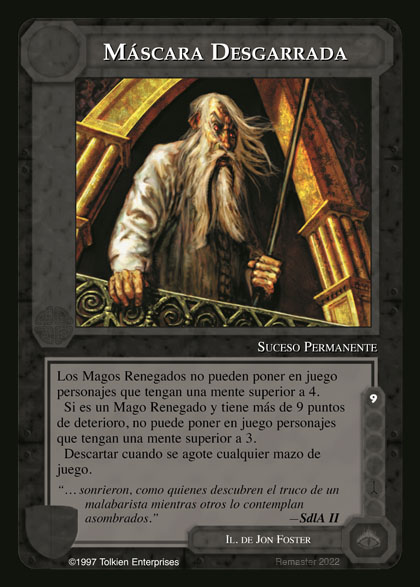 MÁSCARA DESGARRADA
SUCESO PERMANENTE
Los Magos Renegados no pueden poner en juego
personajes que tengan una mente superior a 4.
Si es un Mago Renegado y tiene más de 9 puntos
de deterioro, no puede poner en juego personajes
que tengan una mente superior a 3.
Descartar cuando se agote cualquier mazo de
juego.
9
“… sonrieron, como quienes descubren el truco de un
malabarista mientras otros lo contemplan
asombrados.” —SdlA II
IL. DE JON FOSTER
©1997 Tolkien Enterprises
Remaster 2022